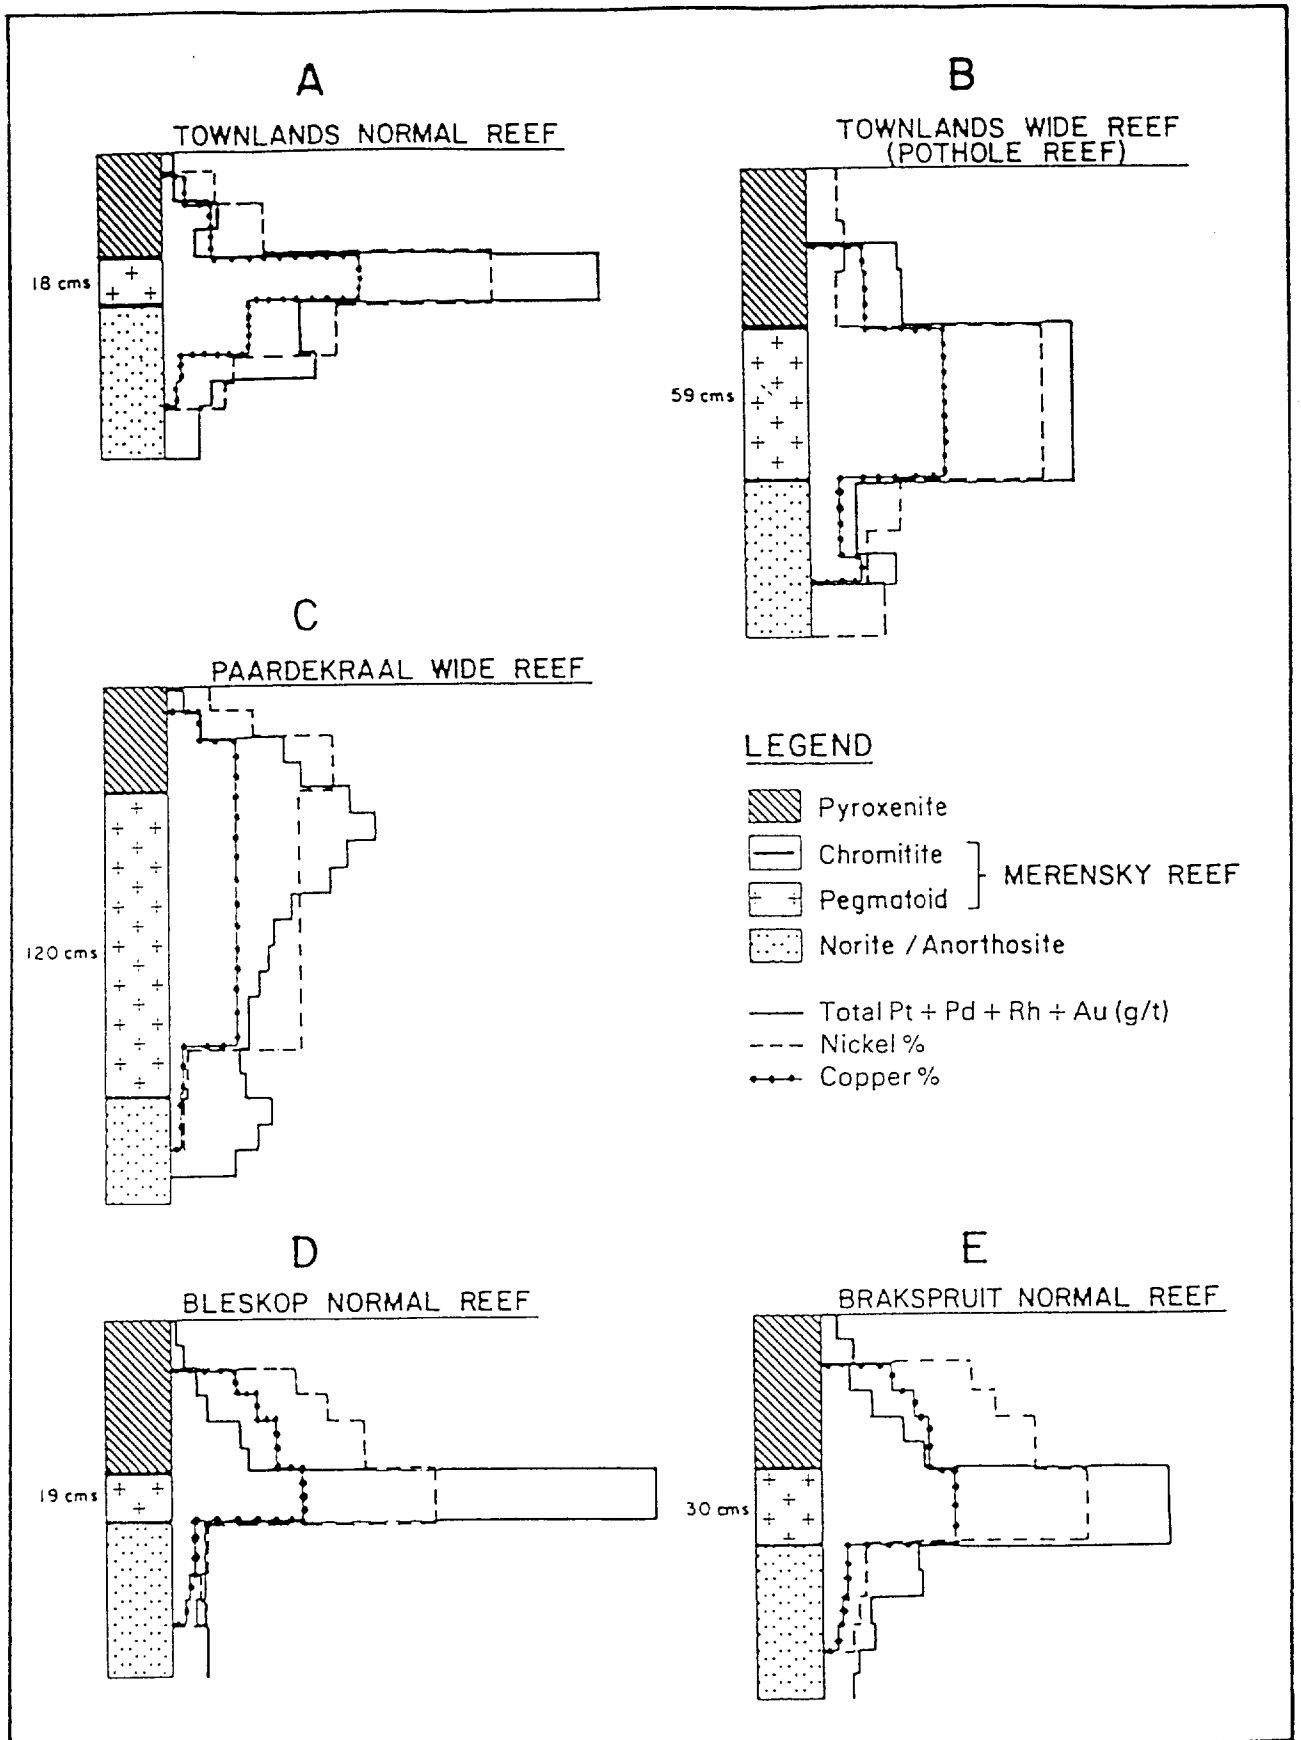 A
TOWNLANDS NORMAL REEF
18 cms
B
TOWNLANDS WIDE REEF
(POTHOLE REEF)
59 cms
C
PAARDEKRAAL WIDE REEF
120 cms
LEGEND
Pyroxenite
Chromitite
Pegmatoid
MERENSKY REEF
Norite / Anorthosite
Total Pt + Pd + Rh + Au (g/t)
Nickel %
Copper %
D
BLESKOP NORMAL REEF
19 cms
E
BRAKSPRUIT NORMAL REEF
30 cms